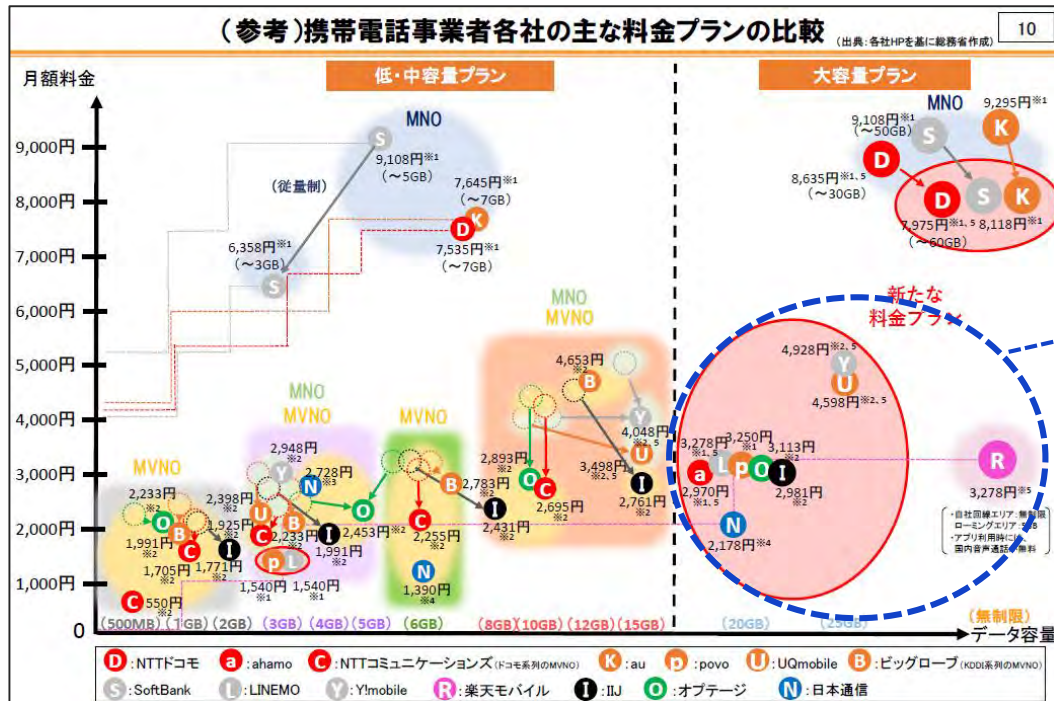 (参考)携帯電話事業者各社の主な料金プランの比較
(出典:各社HPを基に総務省作成)
10
月額料金
低・中容量プラン
大容量プラン
MNO
MNO
9,000円
8,000円
7,000円
6,000円
5,000円
4,000円
3,000円
2,000円
1,000円
0
(従量制)
S
9,108円※1
(~5GB)
6,358円※1
(~3GB)
S
7,645円※1
(~7GB)
K
D
7,535円※1
(~7GB)
9,108円※1
(~50GB)
S
9,295円※1
K
D
8,635円※1, 5
(~30GB)
D
S
K
7,975円※1, 5
(~60GB)
8,118円※1
新たな
料金プラン
MVNO
2,233円
※2
O
B
1,991円
※2
C
1,705円
※2
1,925円
※2
I
1,771円
※2
C
550円
※2
MNO
MVNO
2,948円
※2
Y
N
2,728円
※3
2,398円
※2
U
B
C
2,233円
※2
I
1,991円
※2
O
2,453円※2
p
L
1,540円
※1
1,540円
※1
MVNO
B
2,783円
※2
C
2,255円
※2
N
1,390円
※4
I
2,431円
※2
MNO
MVNO
4,653円
※2
B
Y
4,048円
※2, 5
U
3,498円
※2, 5
I
2,761円
※2
2,893円
※2
O
C
2,695円
※2
4,928円※2, 5
Y
U
4,598円※2, 5
3,278円
※1, 5
3,250円
※1
3,113円
※2
a
L
p
O
I
2,970円
※1, 5
2,981円
※2
N
2,178円※4
R
3,278円※5
・自社回線エリア:無制限
ローミングエリア:5GB
・アプリ利用時には、
国内音声通話が無料
(500MB)
(1GB)
(2GB)
(3GB)
(4GB)
(5GB)
(6GB)
(8GB)
(10GB)
(12GB)
(15GB)
(20GB)
(25GB)
(無制限)
データ容量
D:NTTドコモ a:ahamo C:NTTコミュニケーションズ(ドコモ系列のMVNO) K:au p:povo U:UQmobile B:ビッグローブ(KDDI系列のMVNO)
S:SoftBank L:LINEMO Y:Y!mobile R:楽天モバイル I:IIJ O:オプテージ N:日本通信